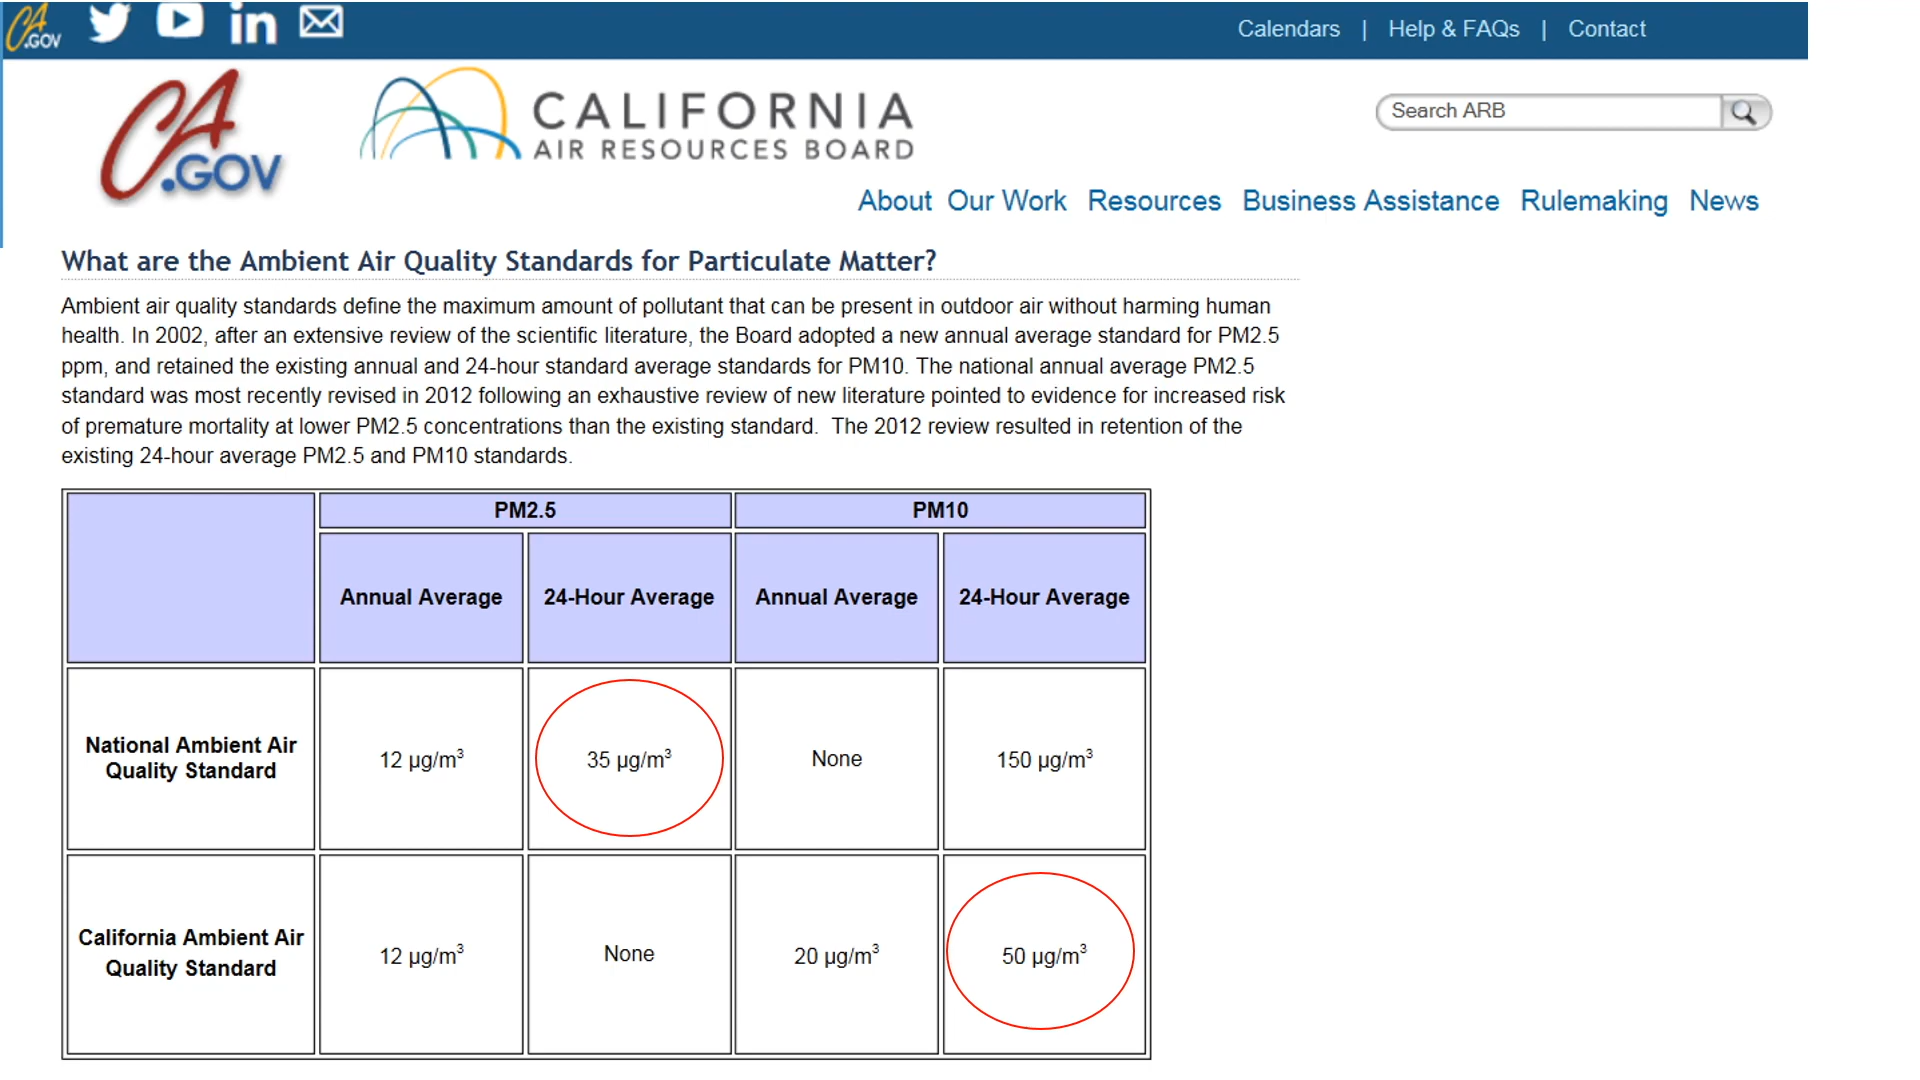 CA.GOV
Calendars | Help & FAQs | Contact
CA.GOV
CALIFORNIA
AIR RESOURCES BOARD
Search ARB
About Our Work Resources Business Assistance Rulemaking News
What are the Ambient Air Quality Standards for Particulate Matter?
Ambient air quality standards define the maximum amount of pollutant that can be present in outdoor air without harming human
health. In 2002, after an extensive review of the scientific literature, the Board adopted a new annual average standard for PM2.5
ppm, and retained the existing annual and 24-hour standard average standards for PM10. The national annual average PM2.5
standard was most recently revised in 2012 following an exhaustive review of new literature pointed to evidence for increased risk
of premature mortality at lower PM2.5 concentrations than the existing standard.  The 2012 review resulted in retention of the
existing 24-hour average PM2.5 and PM10 standards.
PM2.5 PM10
Annual Average 24-Hour Average Annual Average 24-Hour Average
National Ambient Air
Quality Standard
12 µg/m³ 35 µg/m³ None 150 µg/m³
California Ambient Air
Quality Standard
12 µg/m³ None 20 µg/m³ 50 µg/m³